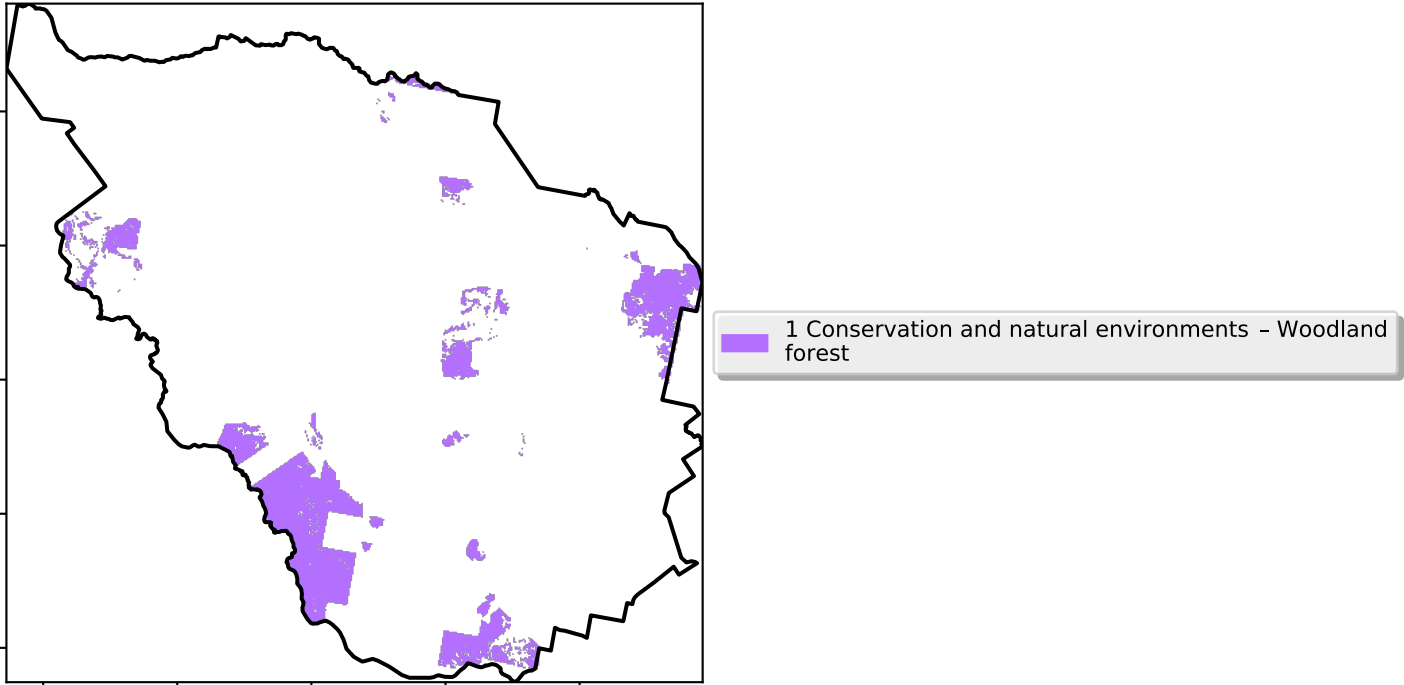 1 Conservation and natural environments – Woodland
forest